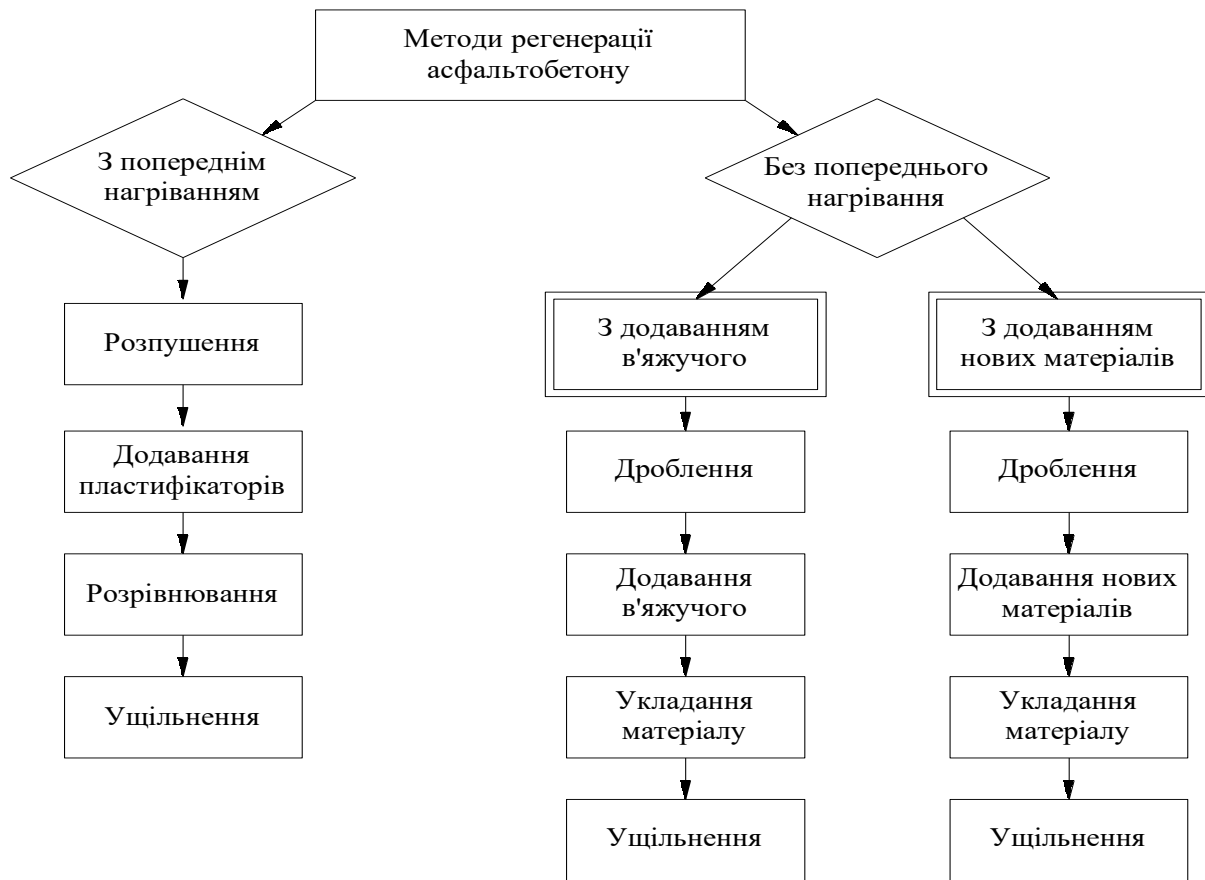 Методи регенерації
асфальтобетону
З попереднім
нагріванням
Без попереднього
нагрівання
Розпушення
Додавання
пластифікаторів
Розрівнювання
Ущільнення
З додаванням
в'яжучого
Дроблення
Додавання
в'яжучого
Укладання
матеріалу
Ущільнення
З додаванням
нових матеріалів
Дроблення
Додавання нових
матеріалів
Укладання
матеріалу
Ущільнення